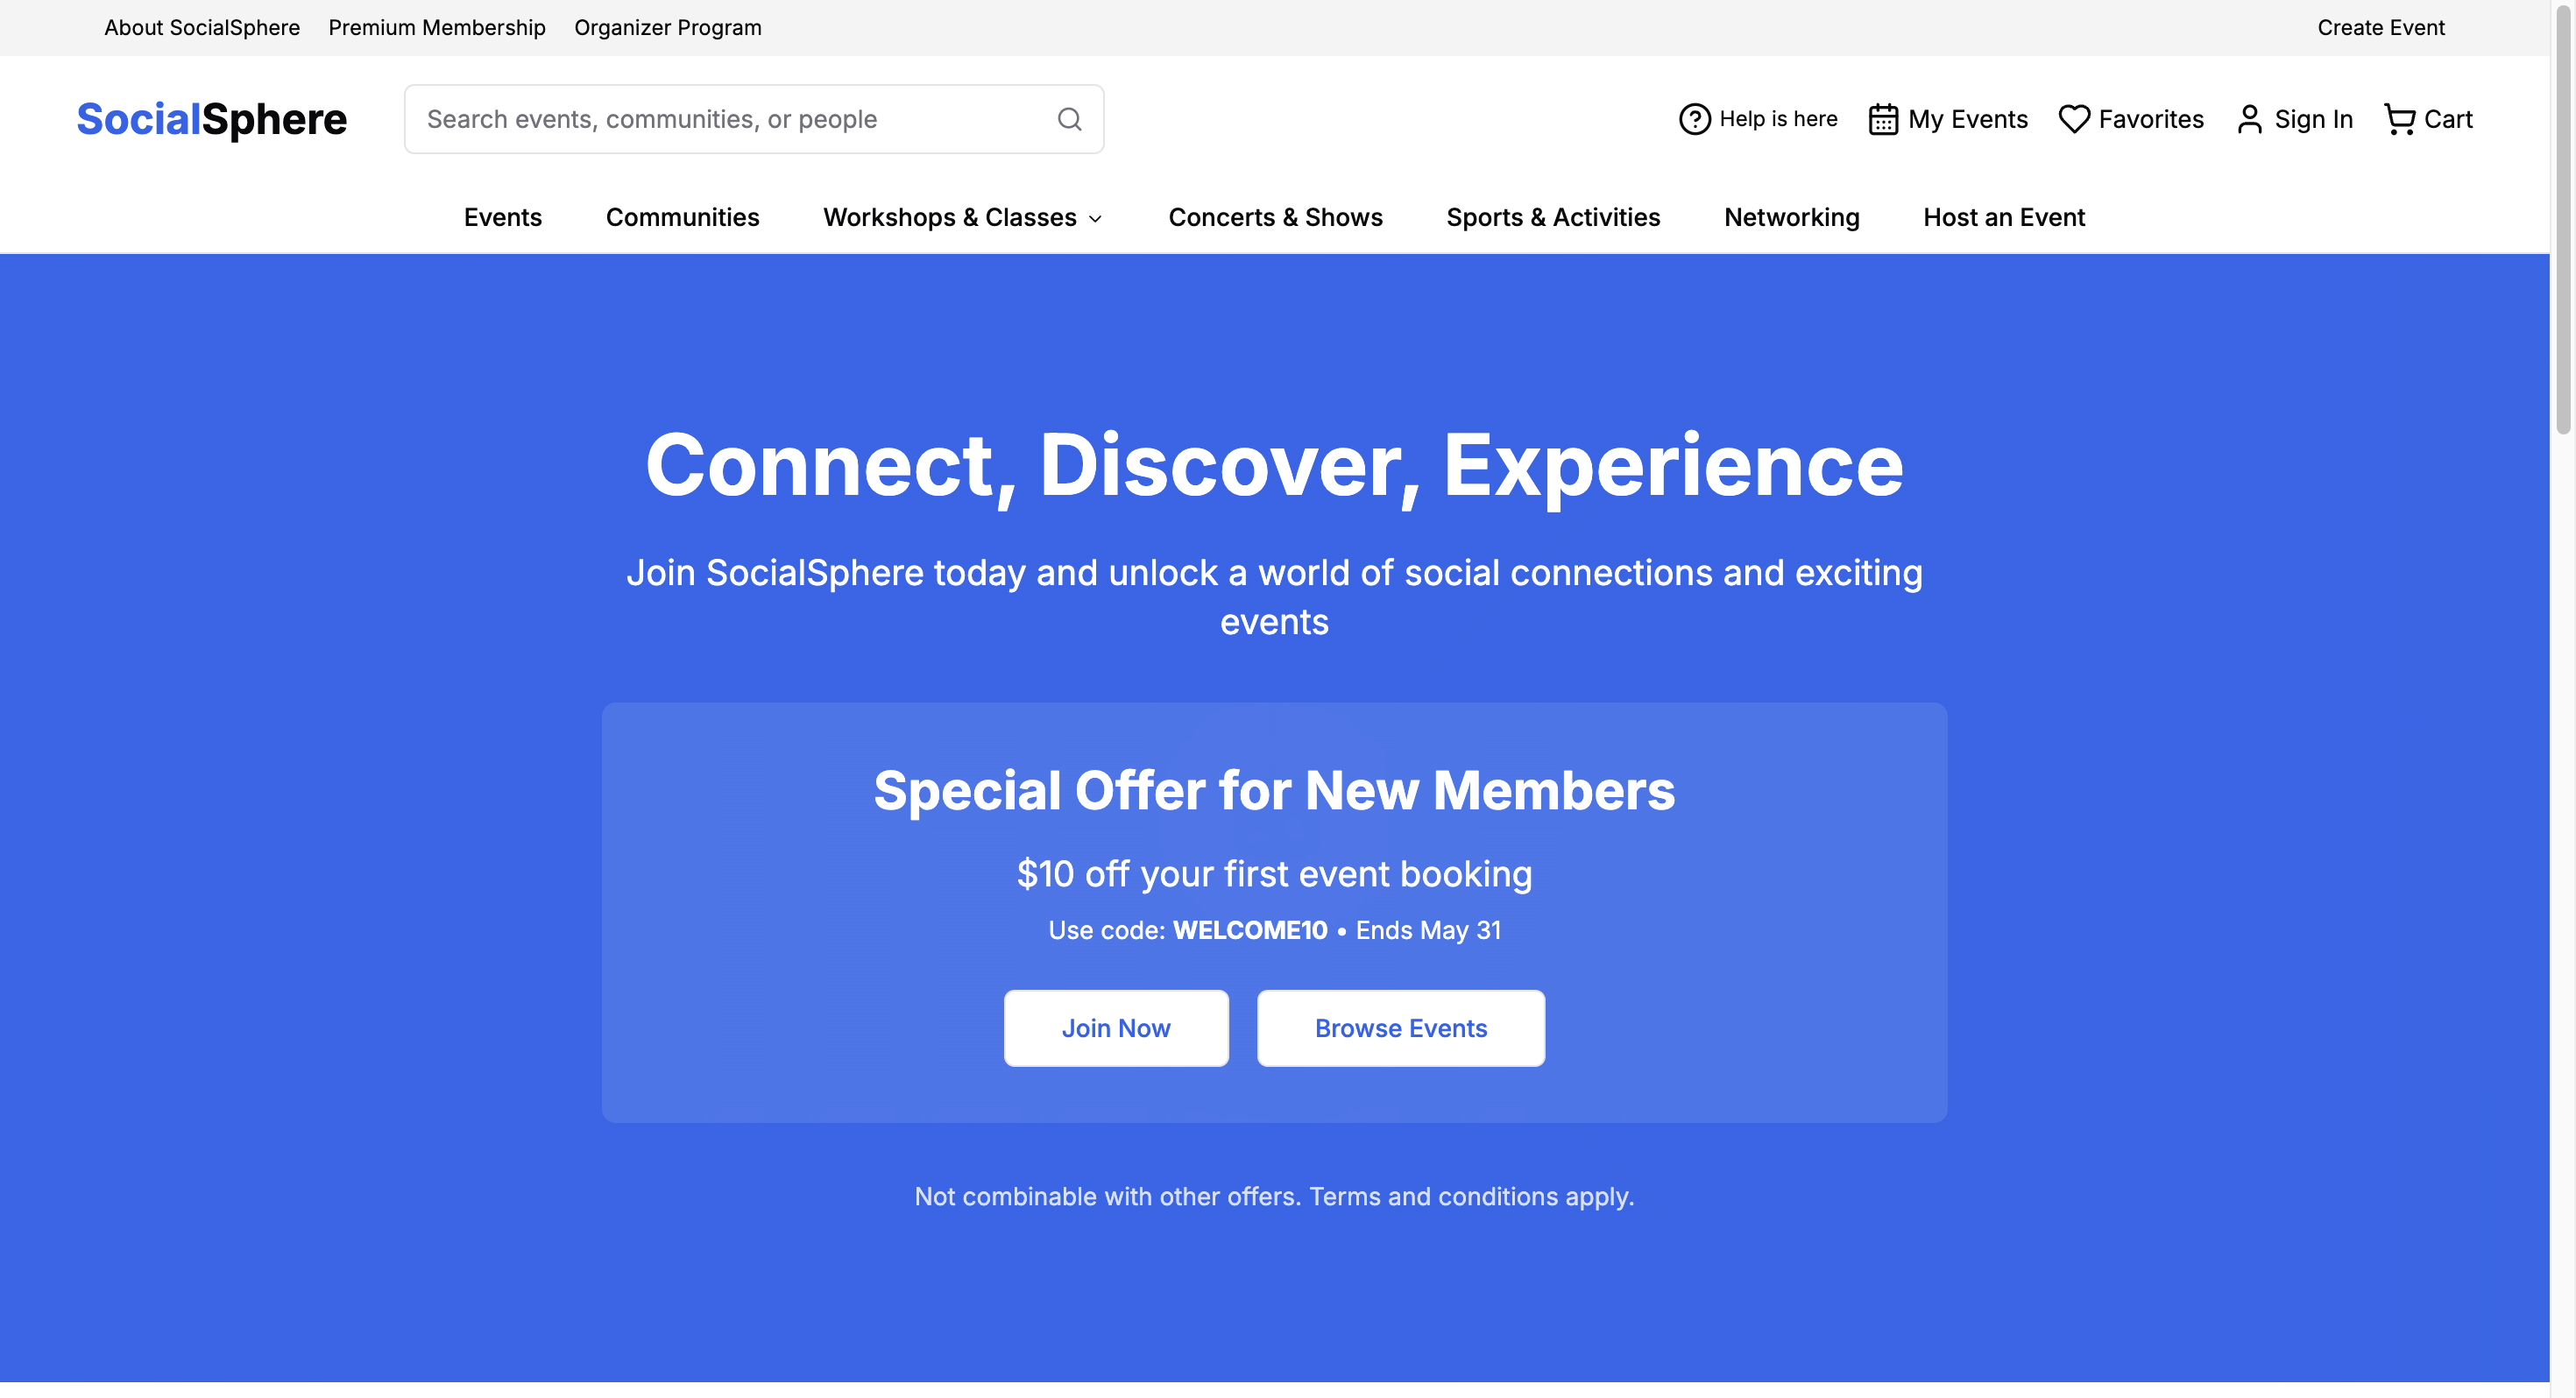 About SocialSphere Premium Membership Organizer Program Create Event
SocialSphere Search events, communities, or people Help is here My Events Favorites Sign In Cart
Events Communities Workshops & Classes Concerts & Shows Sports & Activities Networking Host an Event
Connect, Discover, Experience
Join SocialSphere today and unlock a world of social connections and exciting
events
Special Offer for New Members
$10 off your first event booking
Use code: WELCOME10 • Ends May 31
Join Now Browse Events
Not combinable with other offers. Terms and conditions apply.